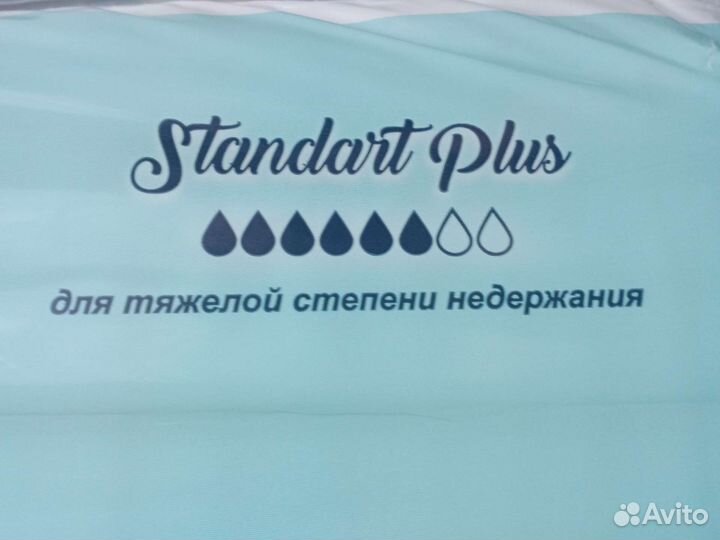 Standart Plus
для тяжелой степени недержания
Avito